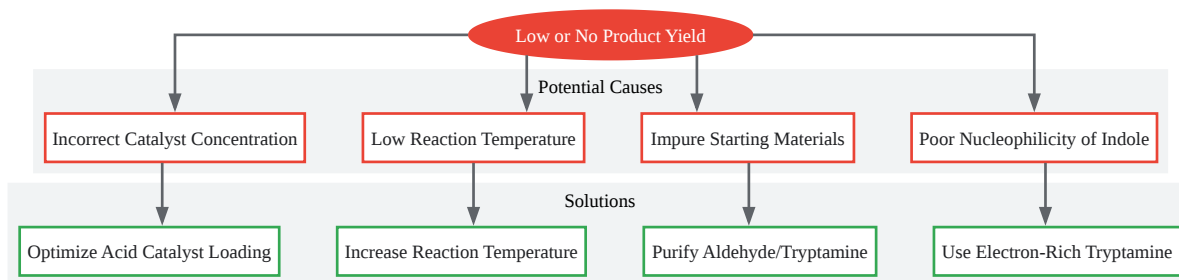 Low or No Product Yield
Potential Causes
Incorrect Catalyst Concentration
Low Reaction Temperature
Impure Starting Materials
Poor Nucleophilicity of Indole
Solutions
Optimize Acid Catalyst Loading
Increase Reaction Temperature
Purify Aldehyde/Tryptamine
Use Electron-Rich Tryptamine